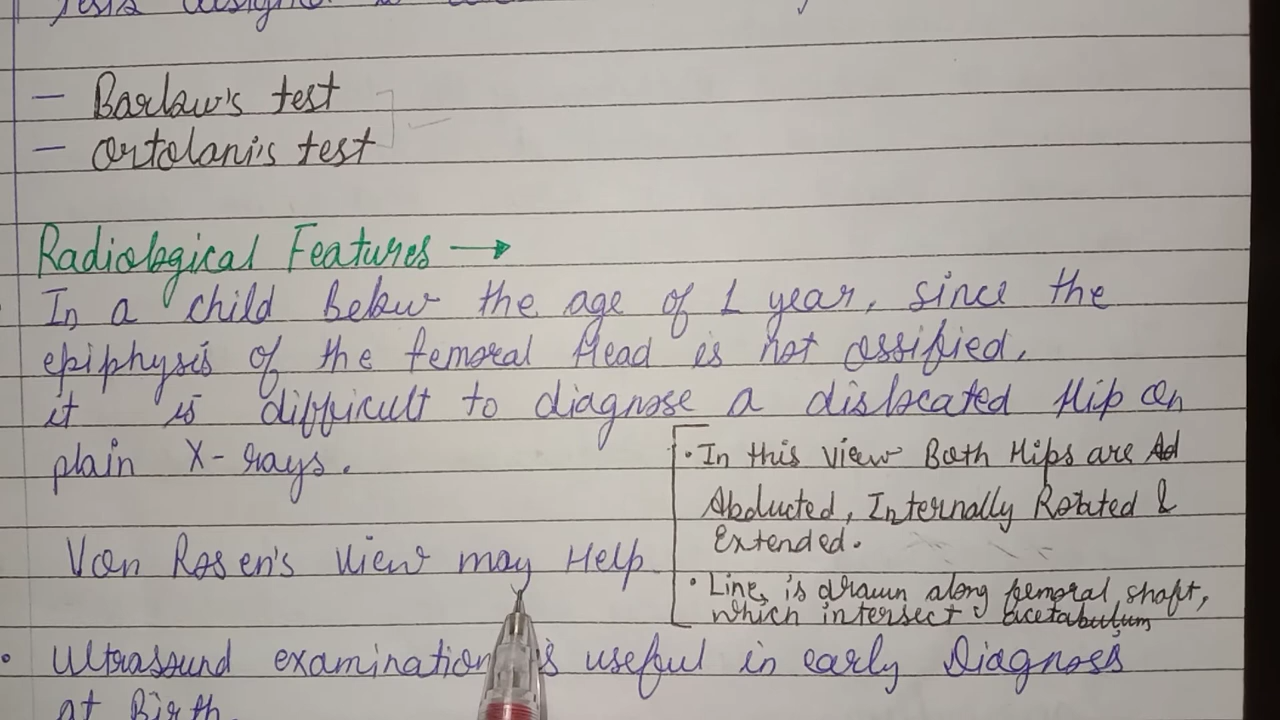 Tests
- Barlow's test
- Ortolani's test
Radiological Features →
In a child Below the age of 1 year, since the
epiphysis of the femoral Head is not ossified.
it is difficult to diagnose a dislocated Hip on
plain X-rays.
Von Rosen's View may Help
• In this view Both Hips are Ad
Abducted, Internally Rotated &
Extended.
• Line, is drawn along femoral shaft,
which intersect acetabulum
• Ultrasound examination is useful in early Diagnosis
at Birth.